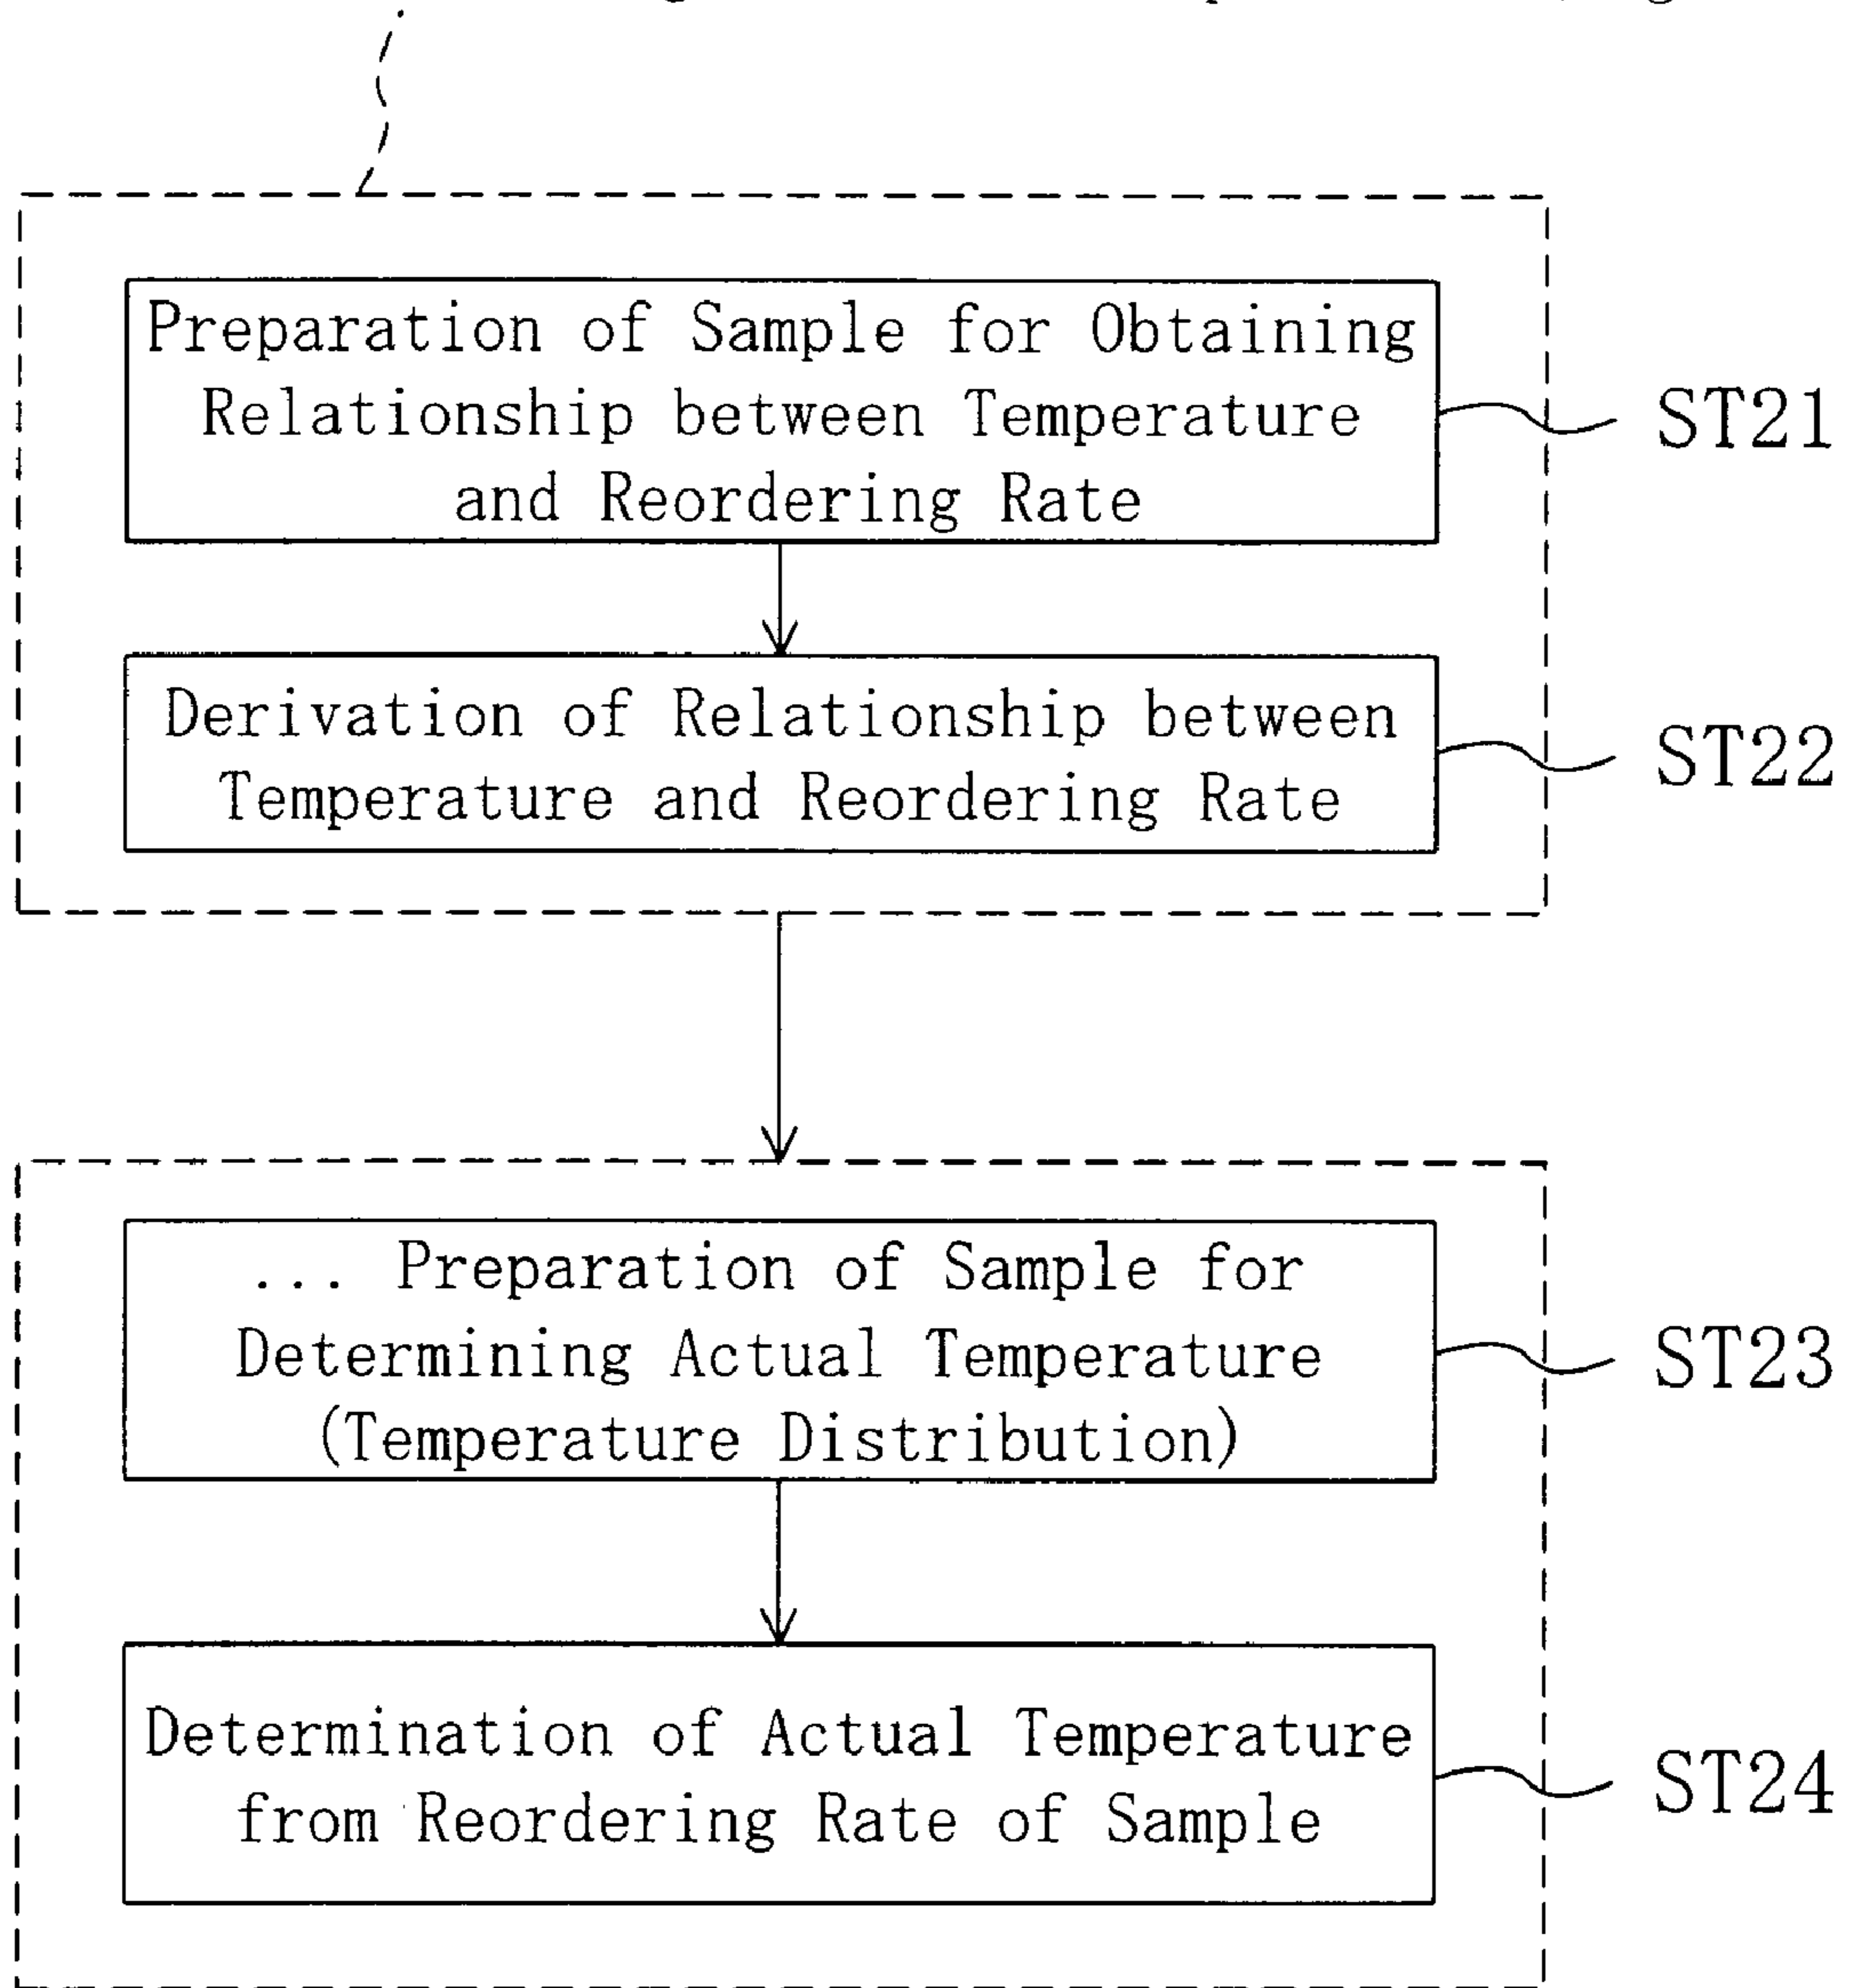 Preparation of Sample for Obtaining
Relationship between Temperature
and Reordering Rate
ST21
Derivation of Relationship between
Temperature and Reordering Rate
ST22
... Preparation of Sample for
Determining Actual Temperature
(Temperature Distribution)
ST23
Determination of Actual Temperature
from Reordering Rate of Sample
ST24